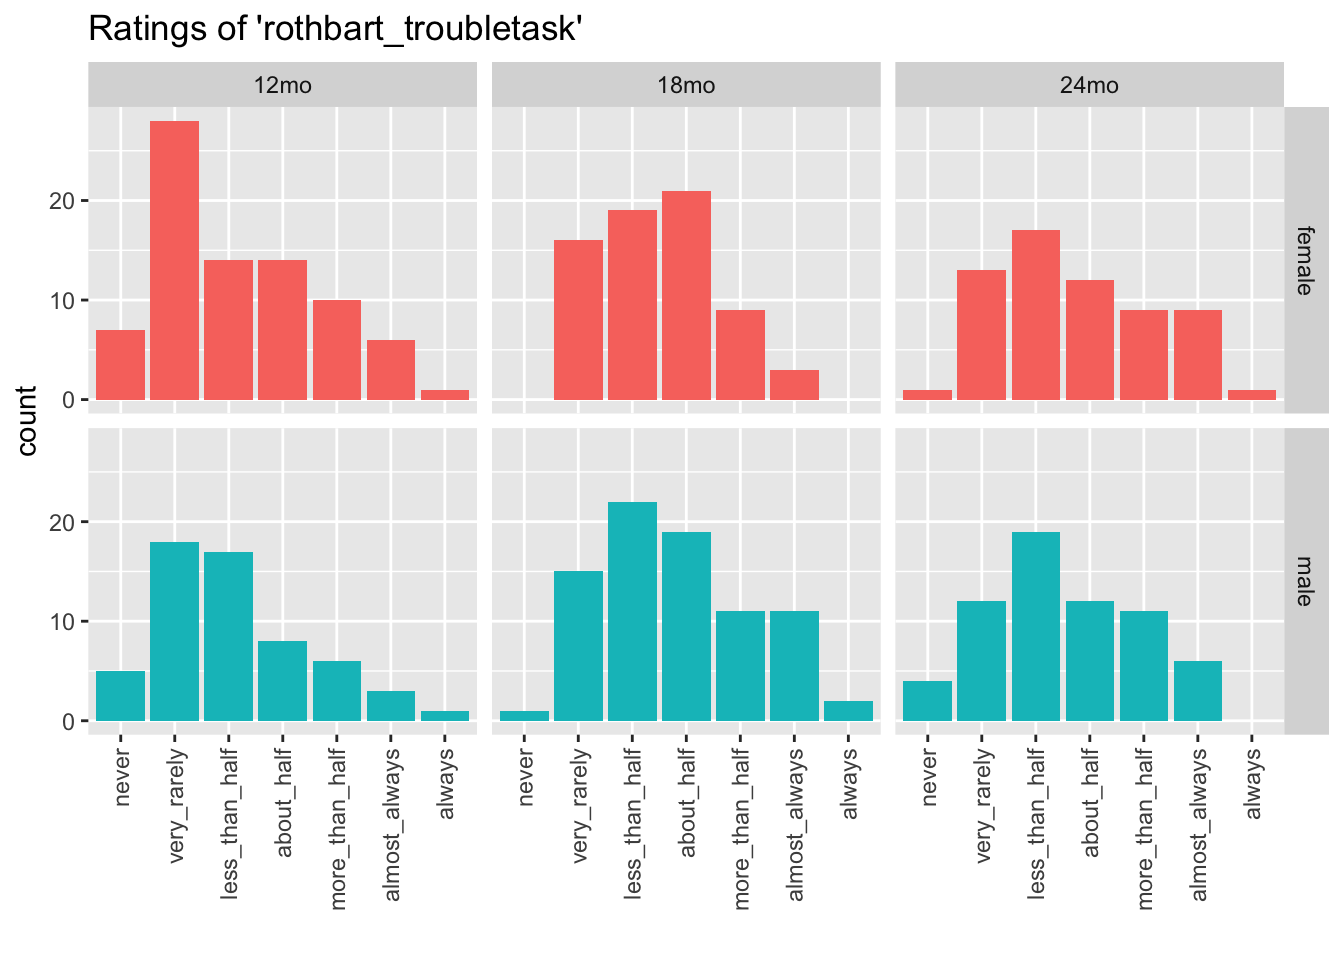 Ratings of 'rothbart_troubletask'
12mo
18mo
24mo
count
20
10
0
female
20
10
0
male
never
very_rarely
less_than_half
about_half
more_than_half
almost_always
always
never
very_rarely
less_than_half
about_half
more_than_half
almost_always
always
never
very_rarely
less_than_half
about_half
more_than_half
almost_always
always